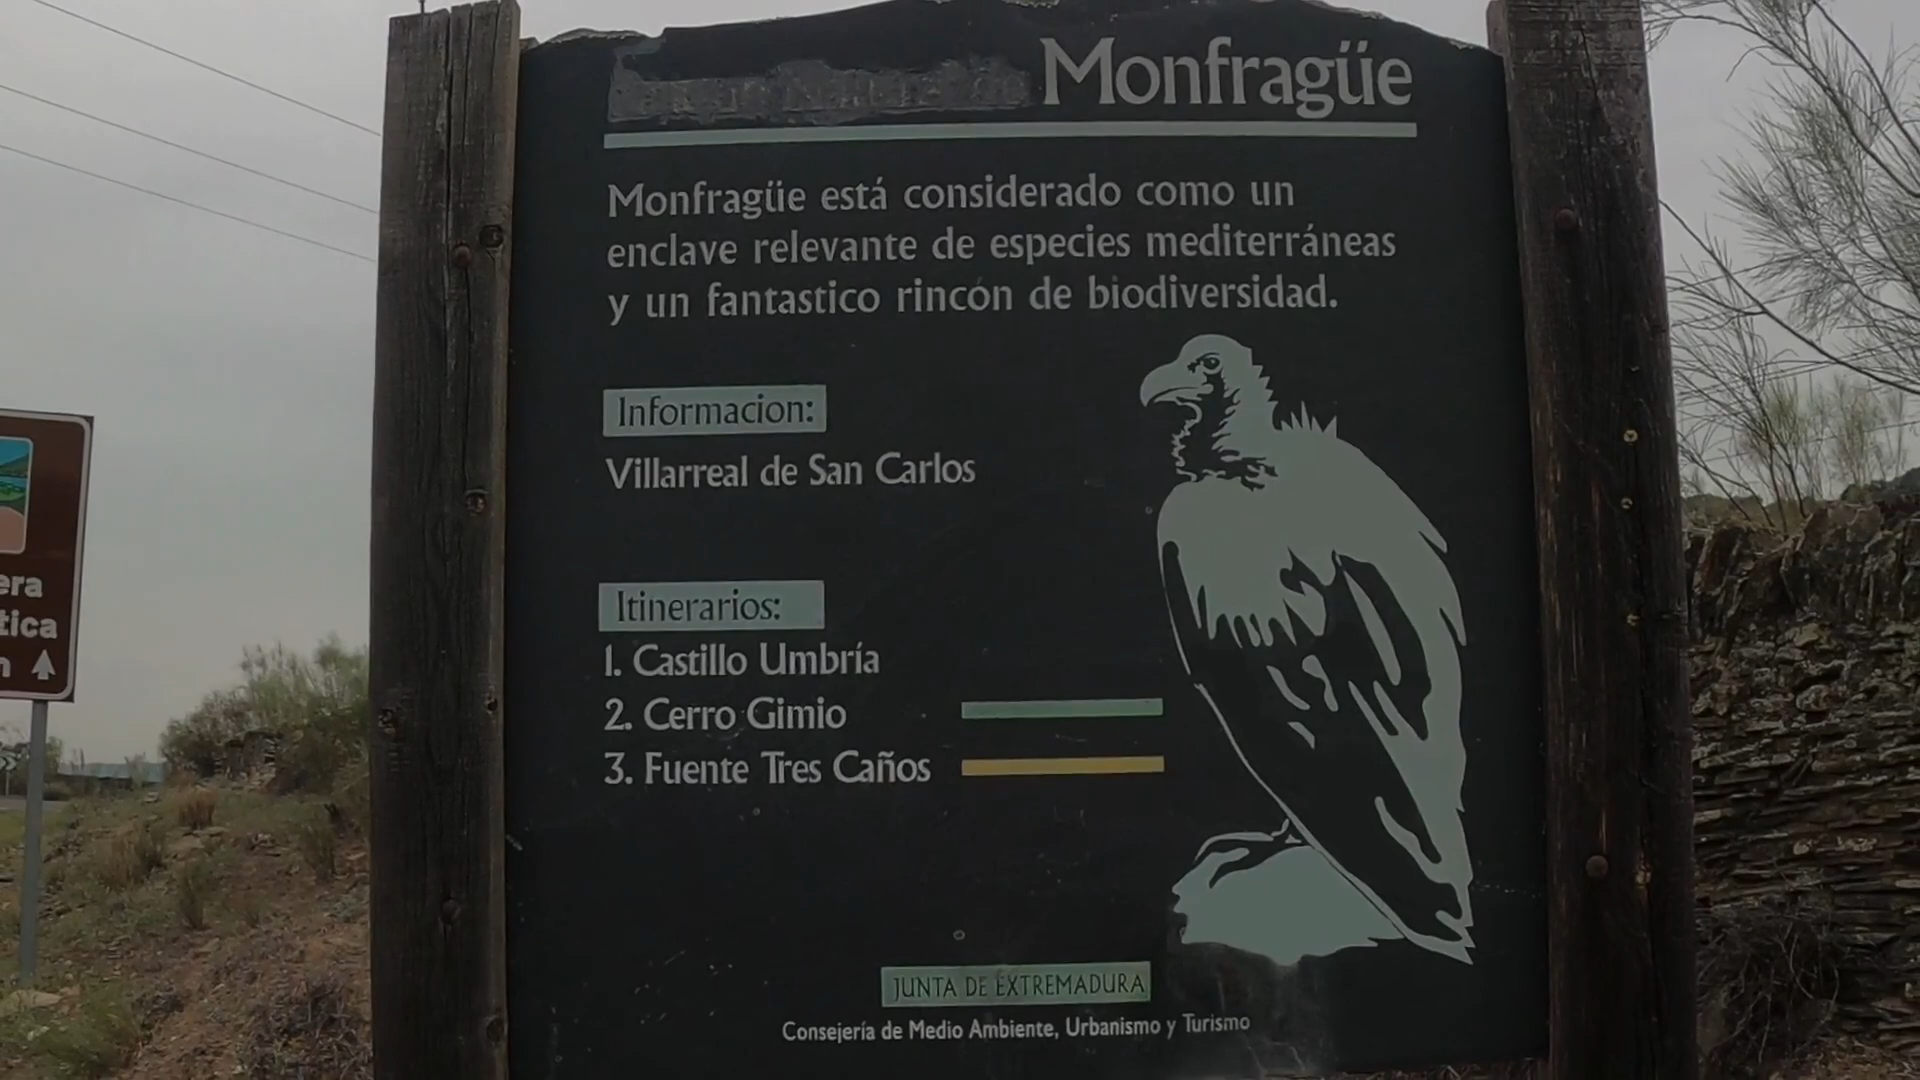 Monfragüe
Monfragüe está considerado como un
enclave relevante de especies mediterráneas
y un fantastico rincón de biodiversidad.
Informacion:
Villarreal de San Carlos
Itinerarios:
1. Castillo Umbría
2. Cerro Gimio
3. Fuente Tres Caños
JUNTA DE EXTREMADURA
Consejería de Medio Ambiente, Urbanismo y Turismo
era
tica
n